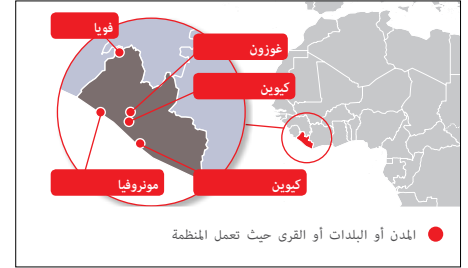 فويا
غوزون
كيوين
كيوين
مونروفيا
المدن أو البلدات أو القرى حيث تعمل المنظمة